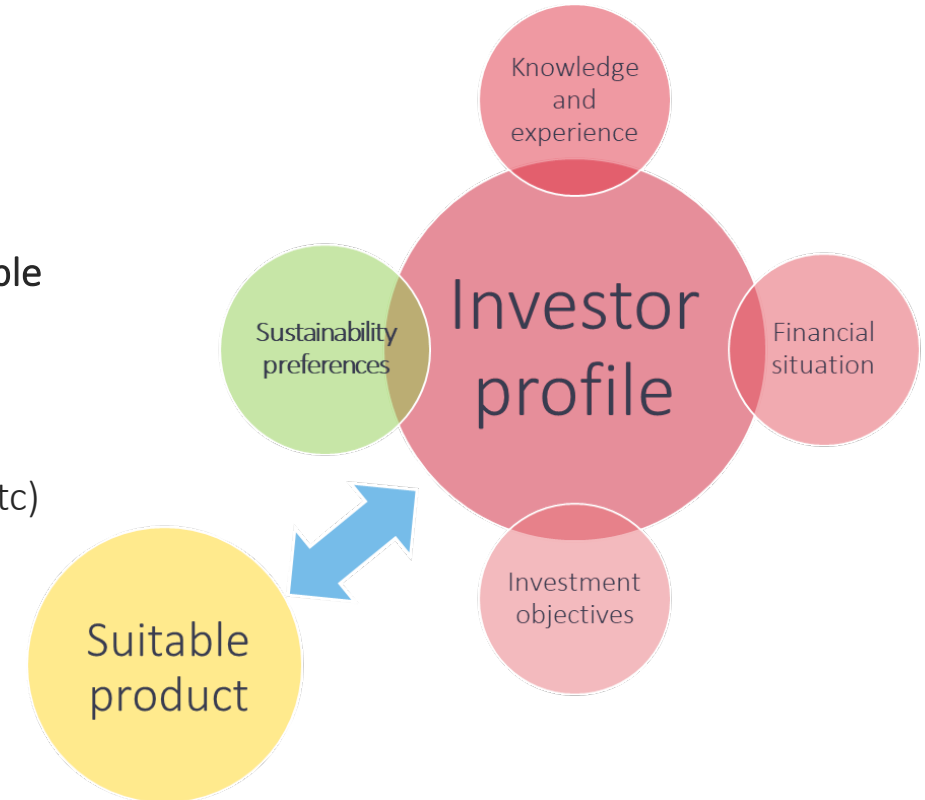 Knowledge
and
experience
ble
Investor
profile
Sustainability
preferences
Financial
situation
tc)
Investment
objectives
Suitable
product